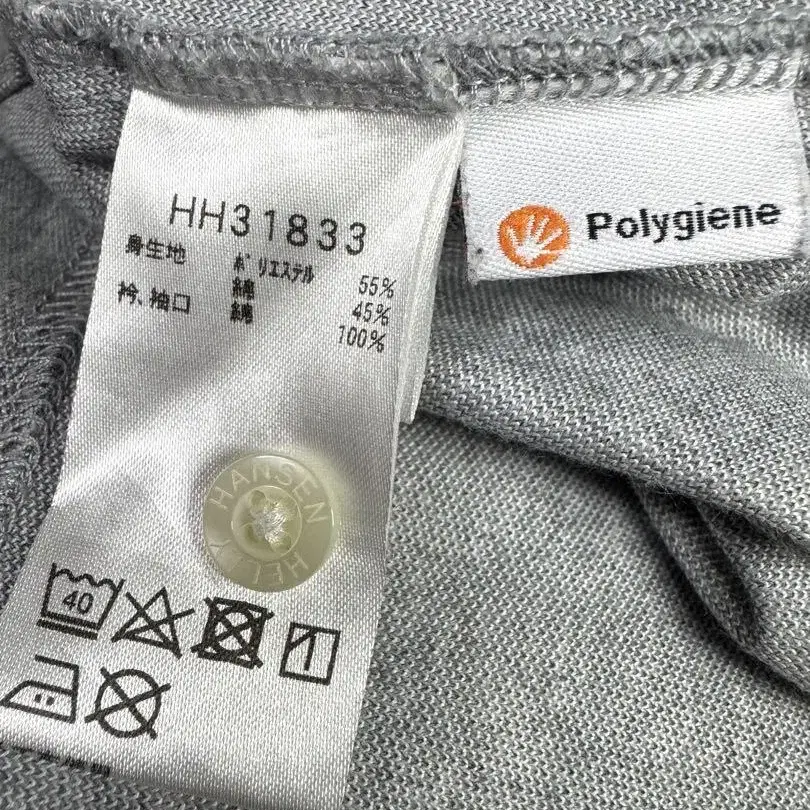 HH31833
身生地 ポリエステル 55%
綿 45%
衿、袖口 綿 100%
Polygiene
HELLY HANSEN
40